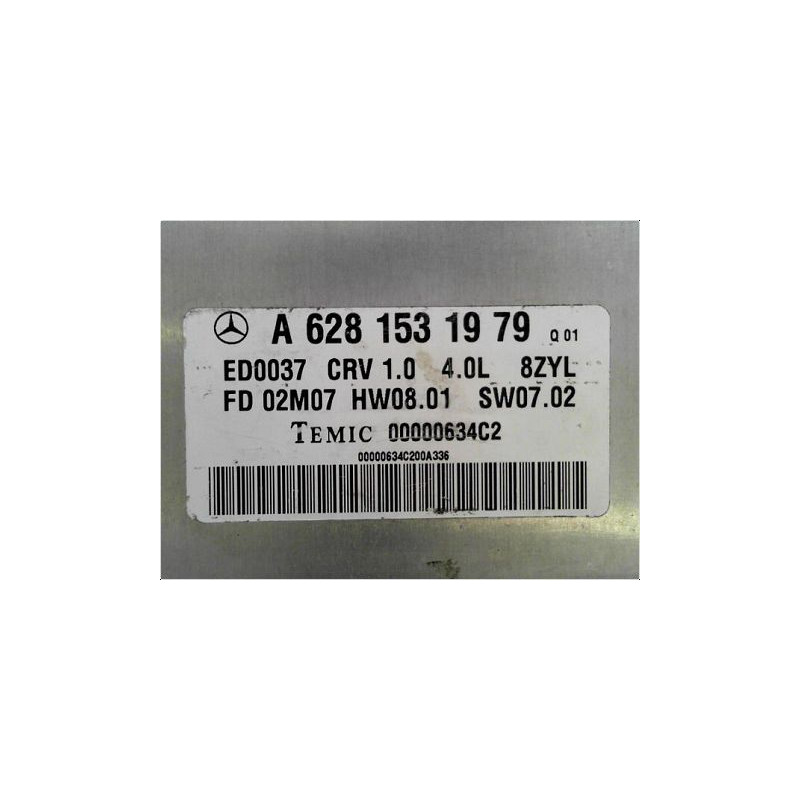 A 628 153 19 79 Q 01
ED0037 CRV 1.0 4.0L 8ZYL
FD 02M07 HW08.01 SW07.02
TEMIC 00000634C2
00000634C200A336